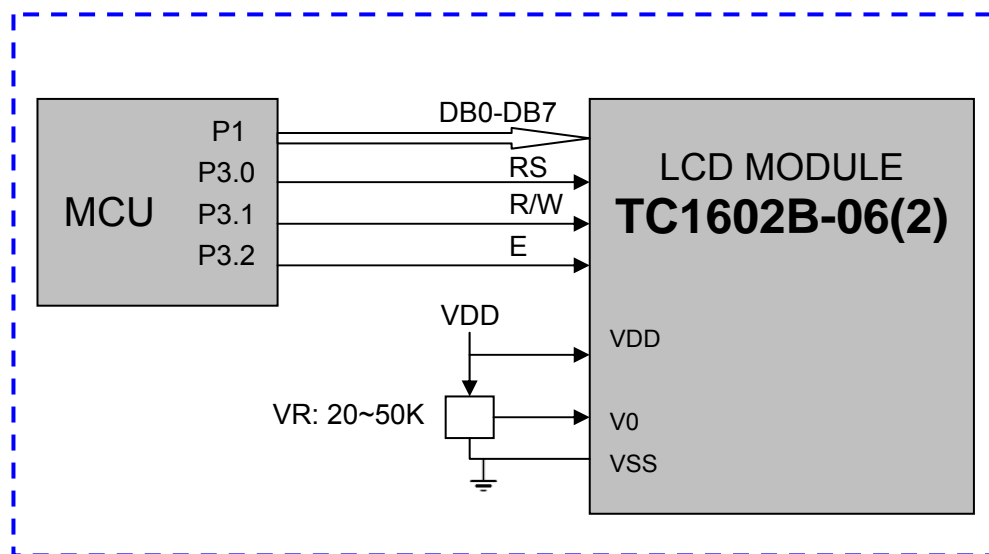 MCU
P1
P3.0
P3.1
P3.2
DB0-DB7
RS
R/W
E
LCD MODULE
TC1602B-06(2)
VDD
VDD
VR: 20~50K
V0
VSS